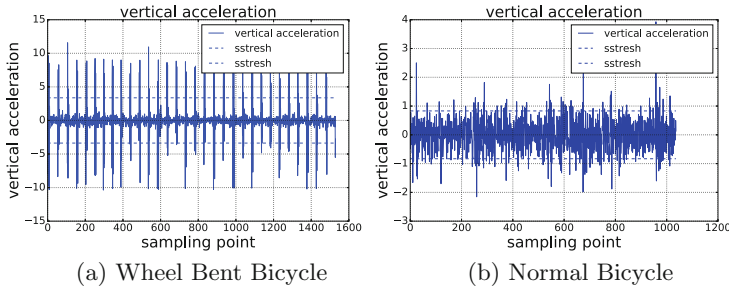 vertical acceleration
vertical acceleration
sstresh
sstresh
15
10
5
0
−5
−10
−15
vertical acceleration
0 200 400 600 800 1000 1200 1400 1600
sampling point
(a) Wheel Bent Bicycle
vertical acceleration
vertical acceleration
sstresh
sstresh
4
3
2
1
0
−1
−2
−3
vertical acceleration
0 200 400 600 800 1000 1200
sampling point
(b) Normal Bicycle